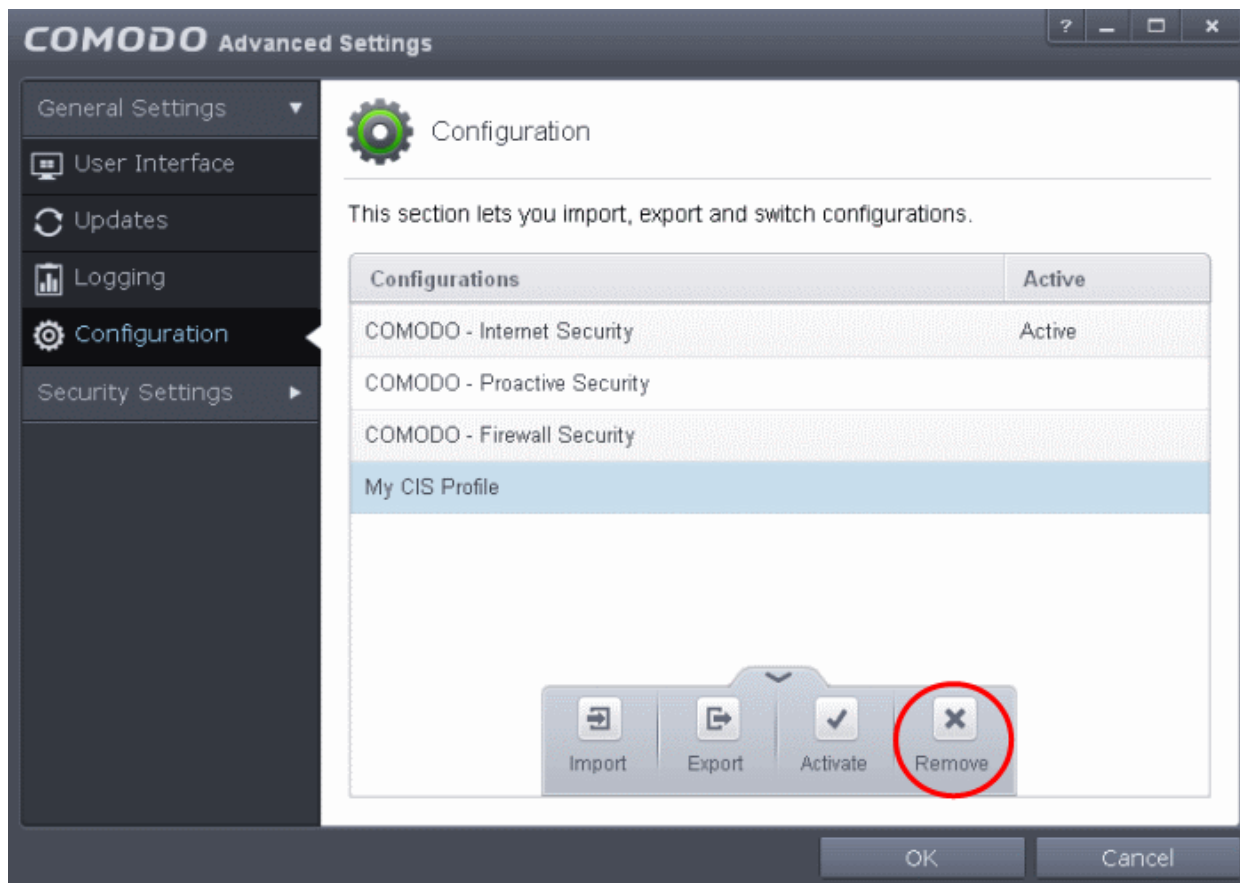 COMODO Advanced Settings
General Settings
User Interface
Updates
Logging
Configuration
Security Settings
Configuration
This section lets you import, export and switch configurations.
Configurations Active
COMODO - Internet Security Active
COMODO - Proactive Security
COMODO - Firewall Security
My CIS Profile
Import Export Activate Remove
OK Cancel